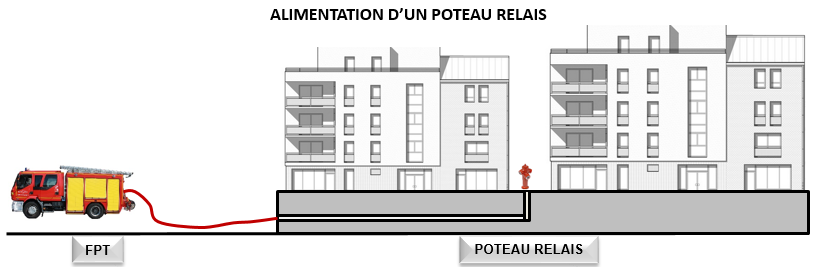 ALIMENTATION D'UN POTEAU RELAIS
FPT
POTEAU RELAIS